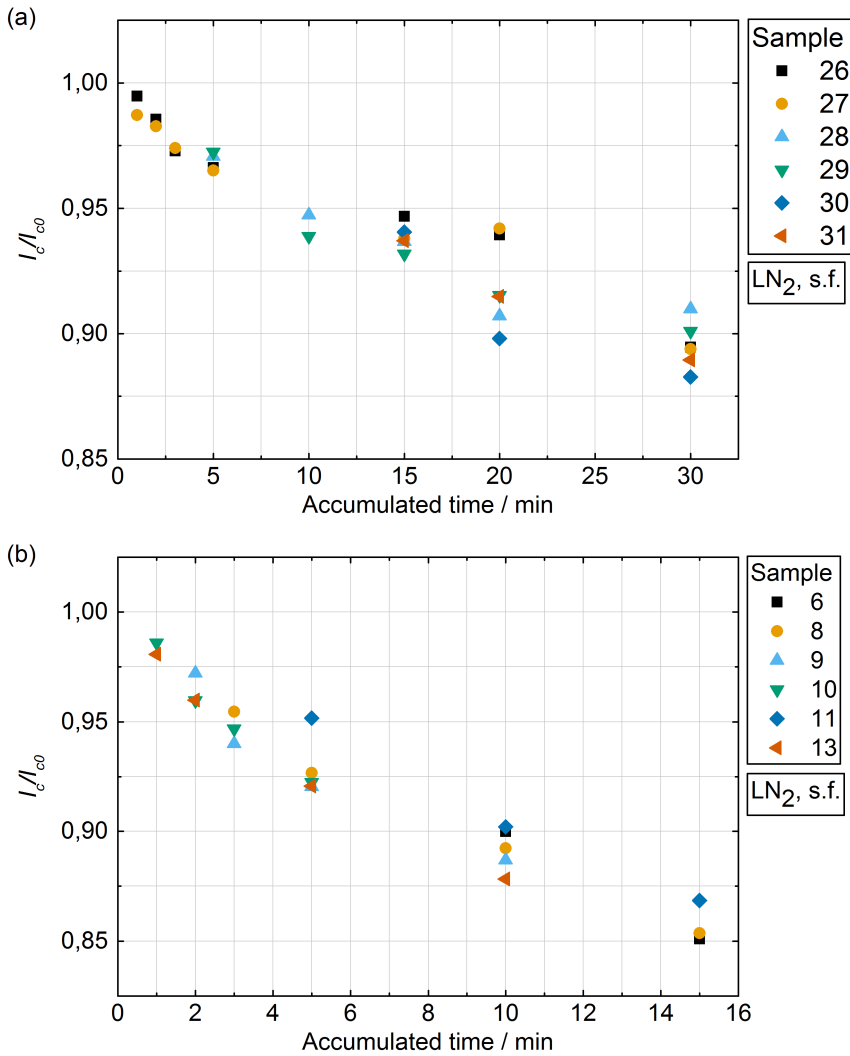 (a)
1,00
0,95
0,90
0,85
Ic/Ic0
0 5 10 15 20 25 30
Accumulated time / min
Sample
26
27
28
29
30
31
LN2, s.f.
(b)
1,00
0,95
0,90
0,85
Ic/Ic0
0 2 4 6 8 10 12 14 16
Accumulated time / min
Sample
6
8
9
10
11
13
LN2, s.f.